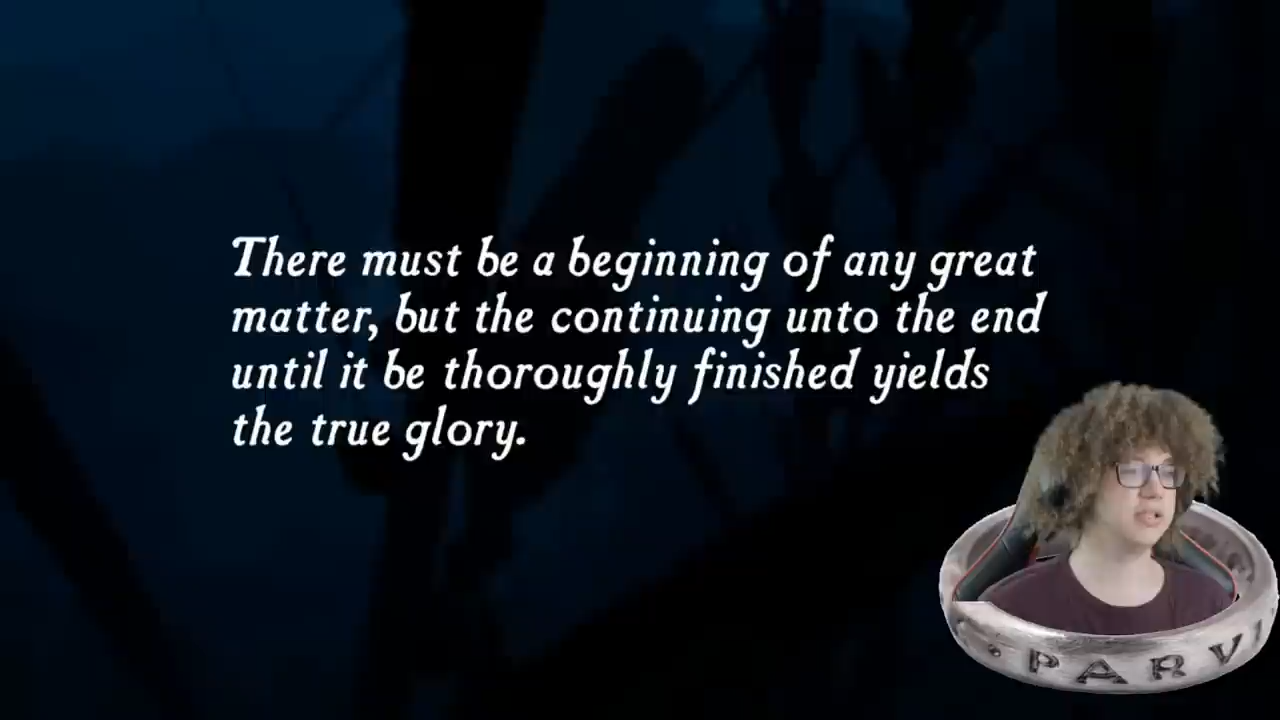 There must be a beginning of any great
matter, but the continuing unto the end
until it be thoroughly finished yields
the true glory.
PARVI